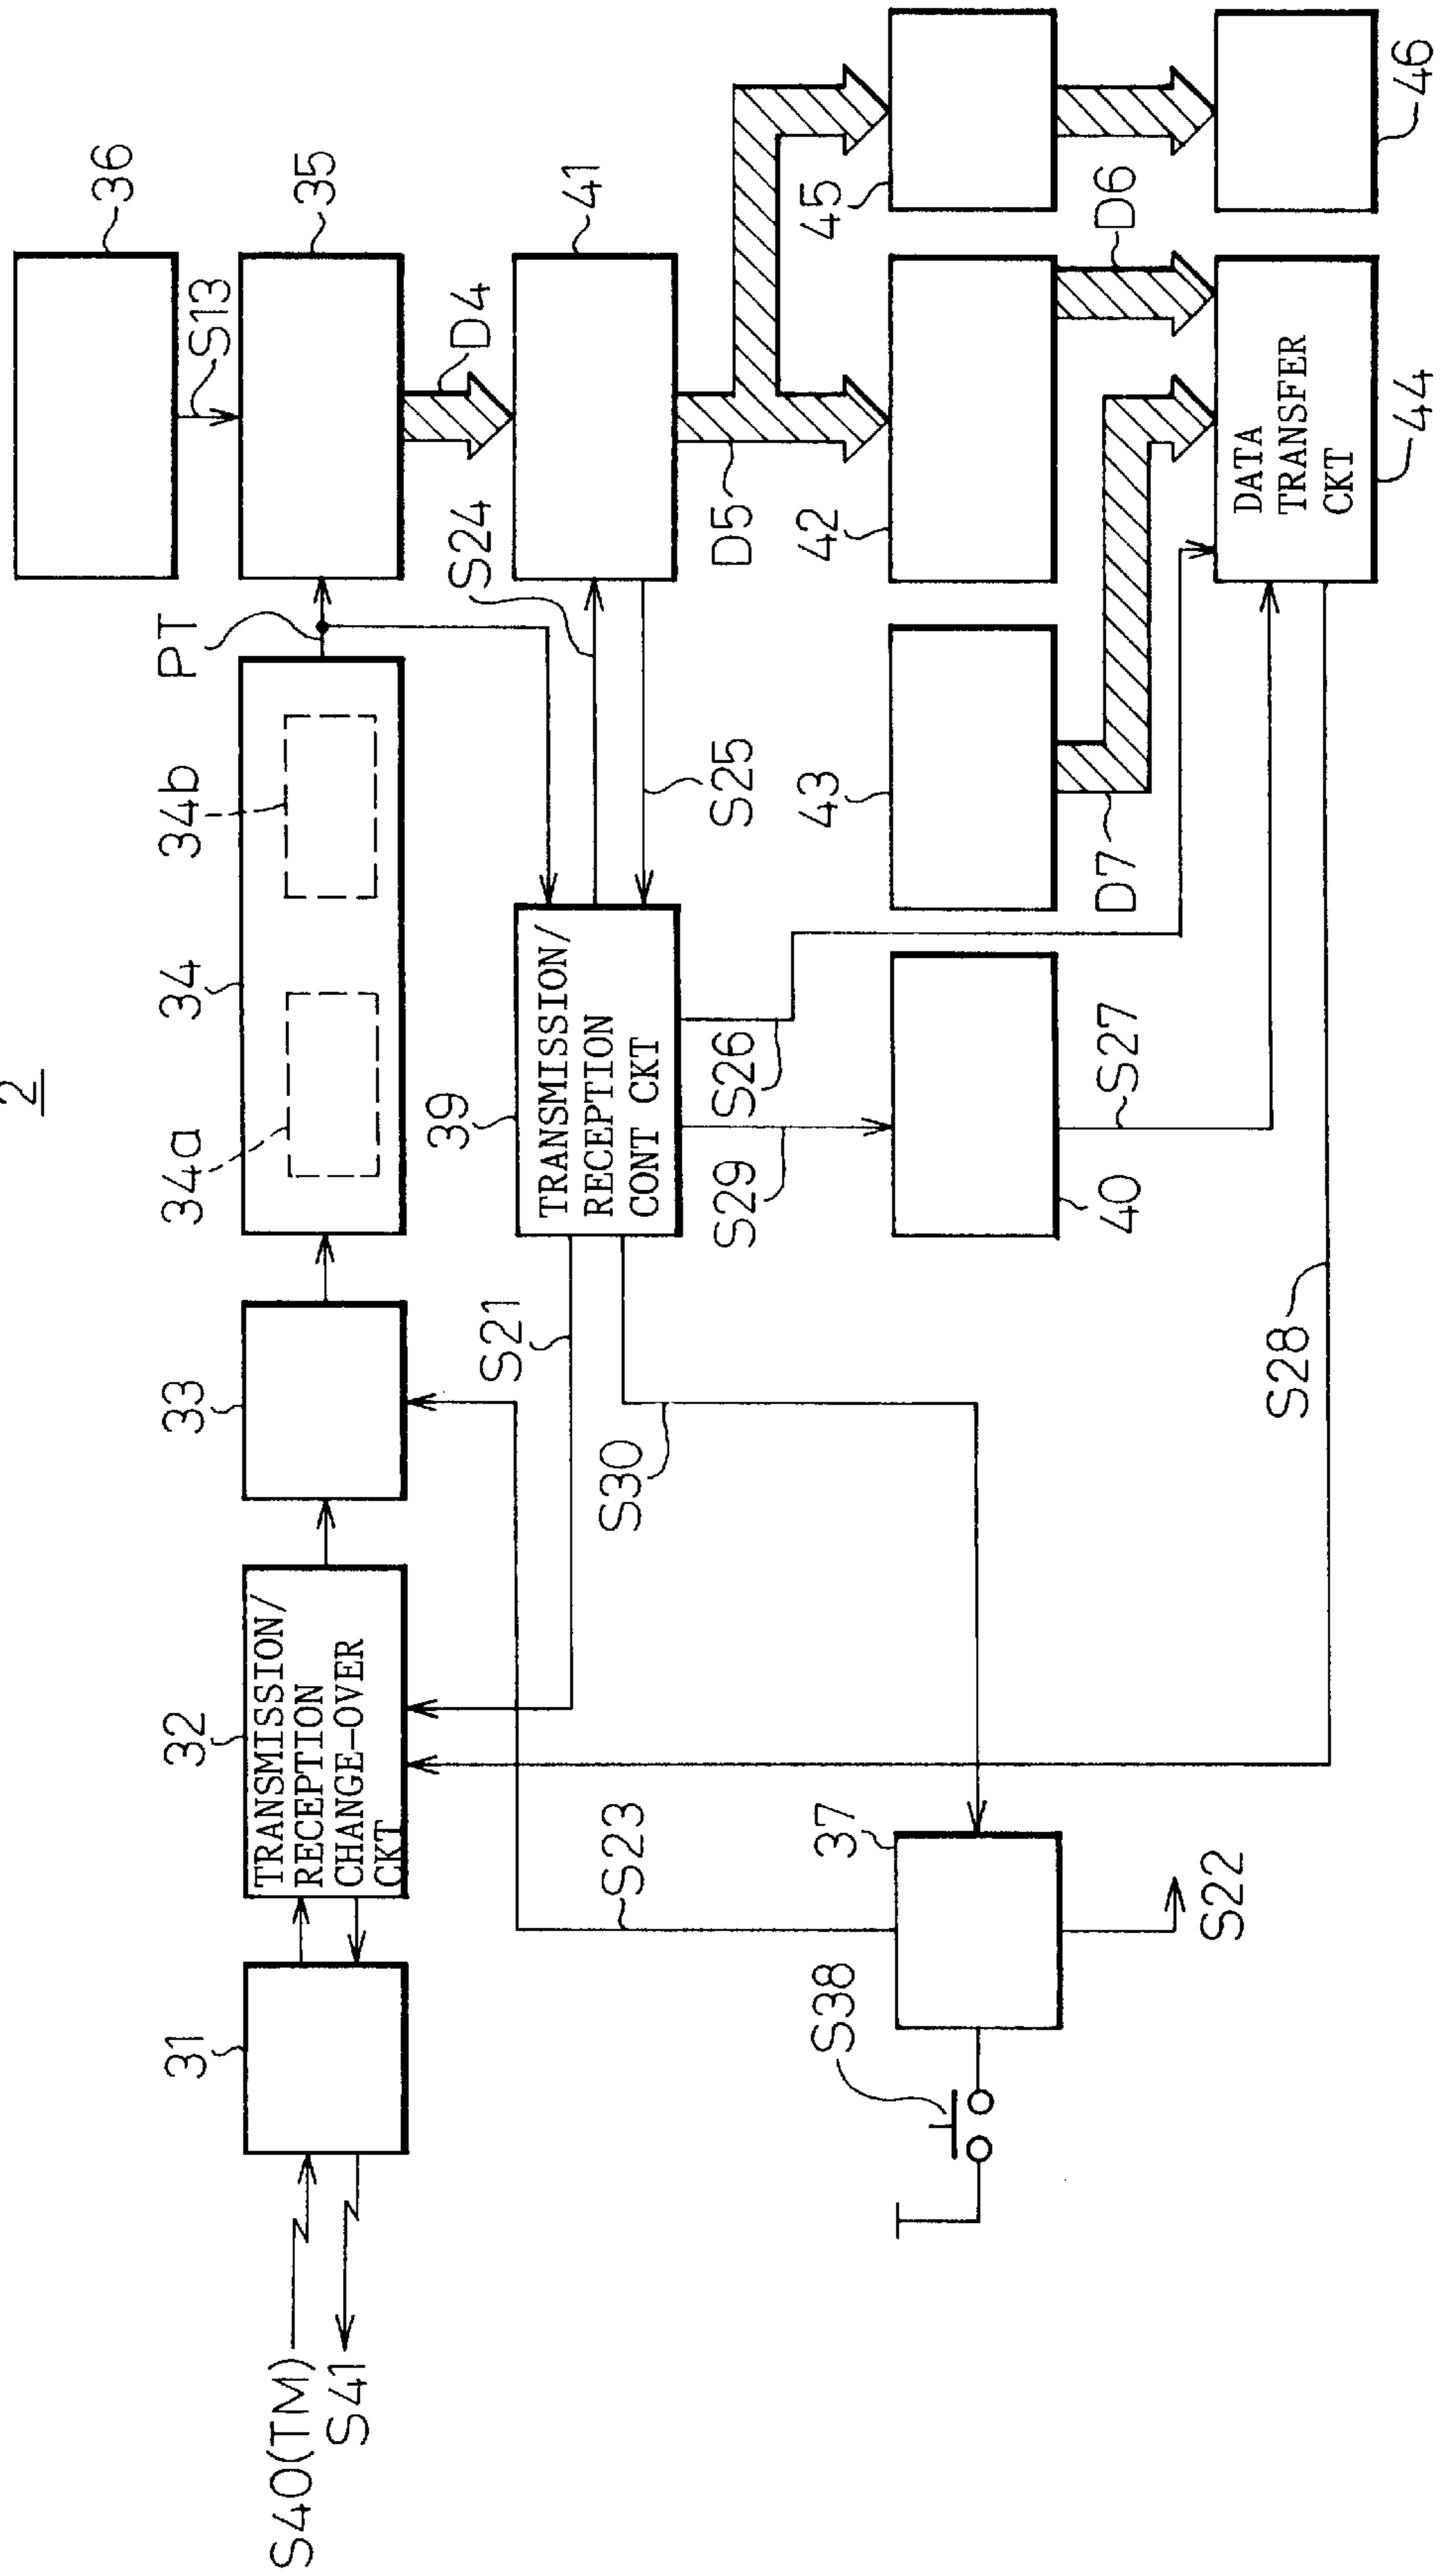 2
36
S13
35
PT
34
34a
34b
33
32
TRANSMISSION/
RECEPTION
CHANGE-OVER
CKT
31
S40(TM)
S41
D4
41
S24
S25
39
TRANSMISSION/
RECEPTION
CONT CKT
S21
S30
S23
S26
S29
D5
45
42
43
40
37
S38
S22
D6
D7
S27
S28
46
DATA
TRANSFER
CKT
44